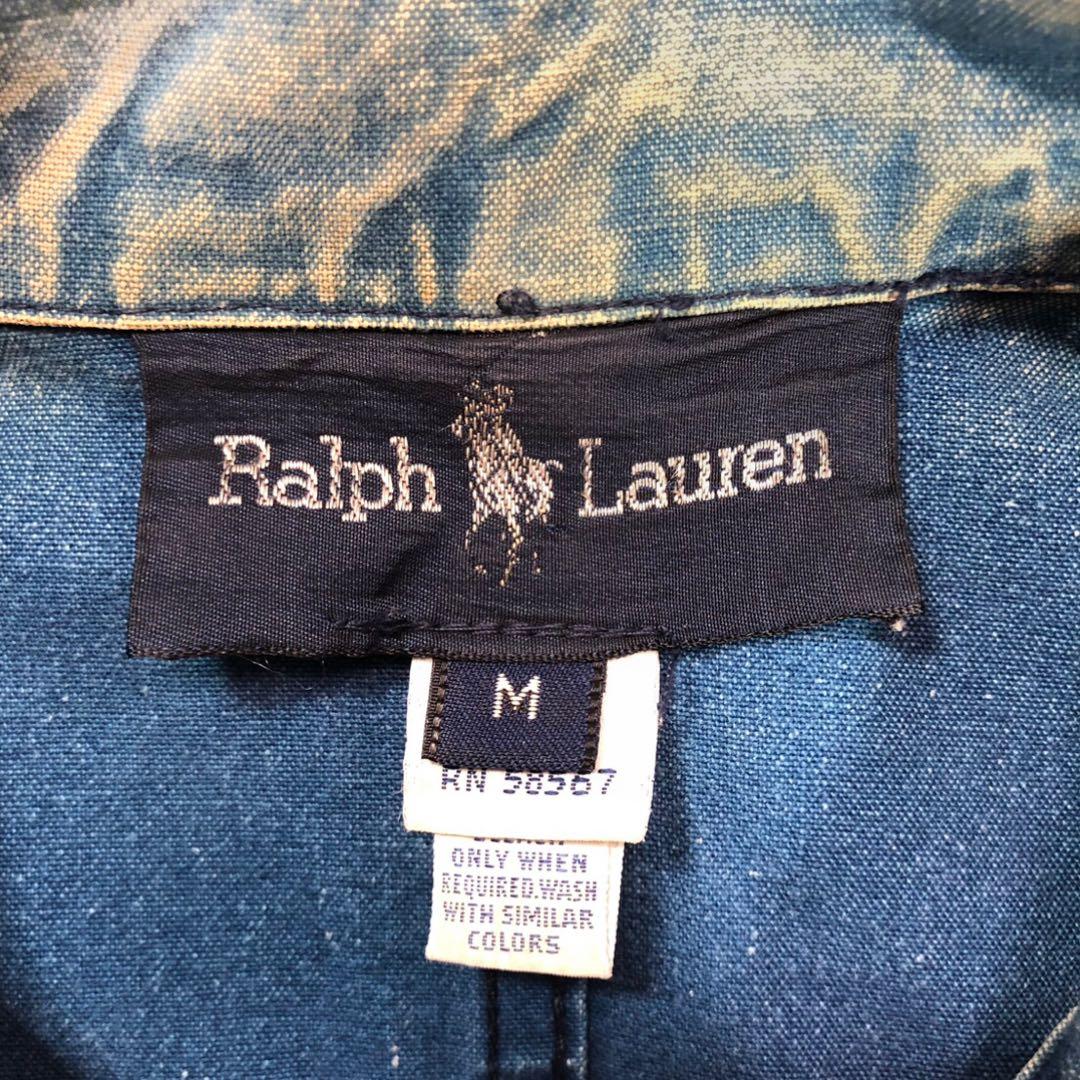 Ralph Lauren
M
RN 58567
ONLY WHEN
REQUIRED.WASH
WITH SIMILAR
COLORS